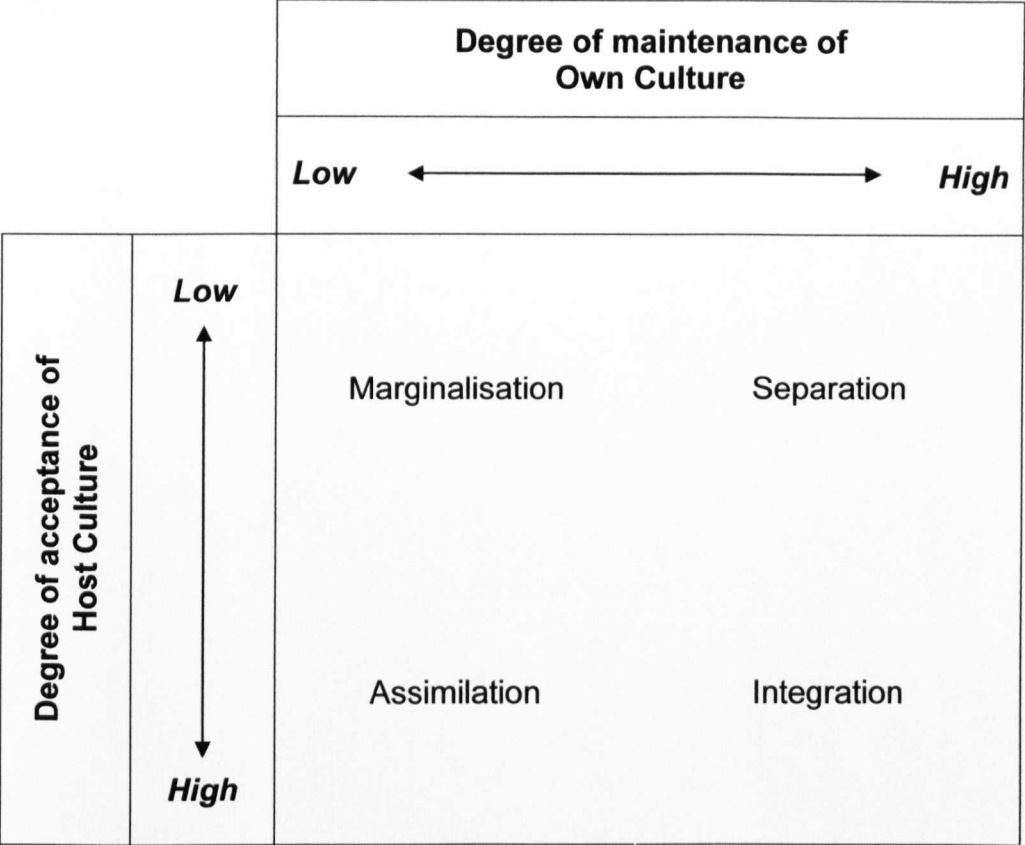 Degree of maintenance of
Own Culture
Low
High
Degree of acceptance of
Host Culture
Low
High
Marginalisation
Separation
Assimilation
Integration